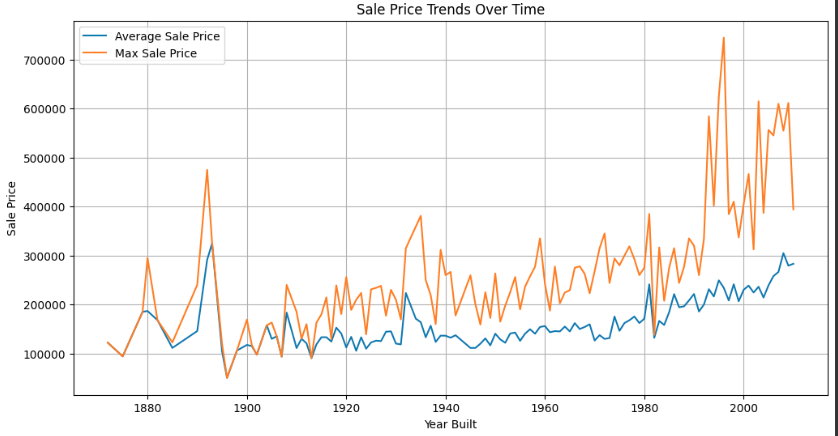 Sale Price Trends Over Time
Average Sale Price
Max Sale Price
700000
600000
500000
400000
300000
200000
100000
Sale Price
1880 1900 1920 1940 1960 1980 2000
Year Built